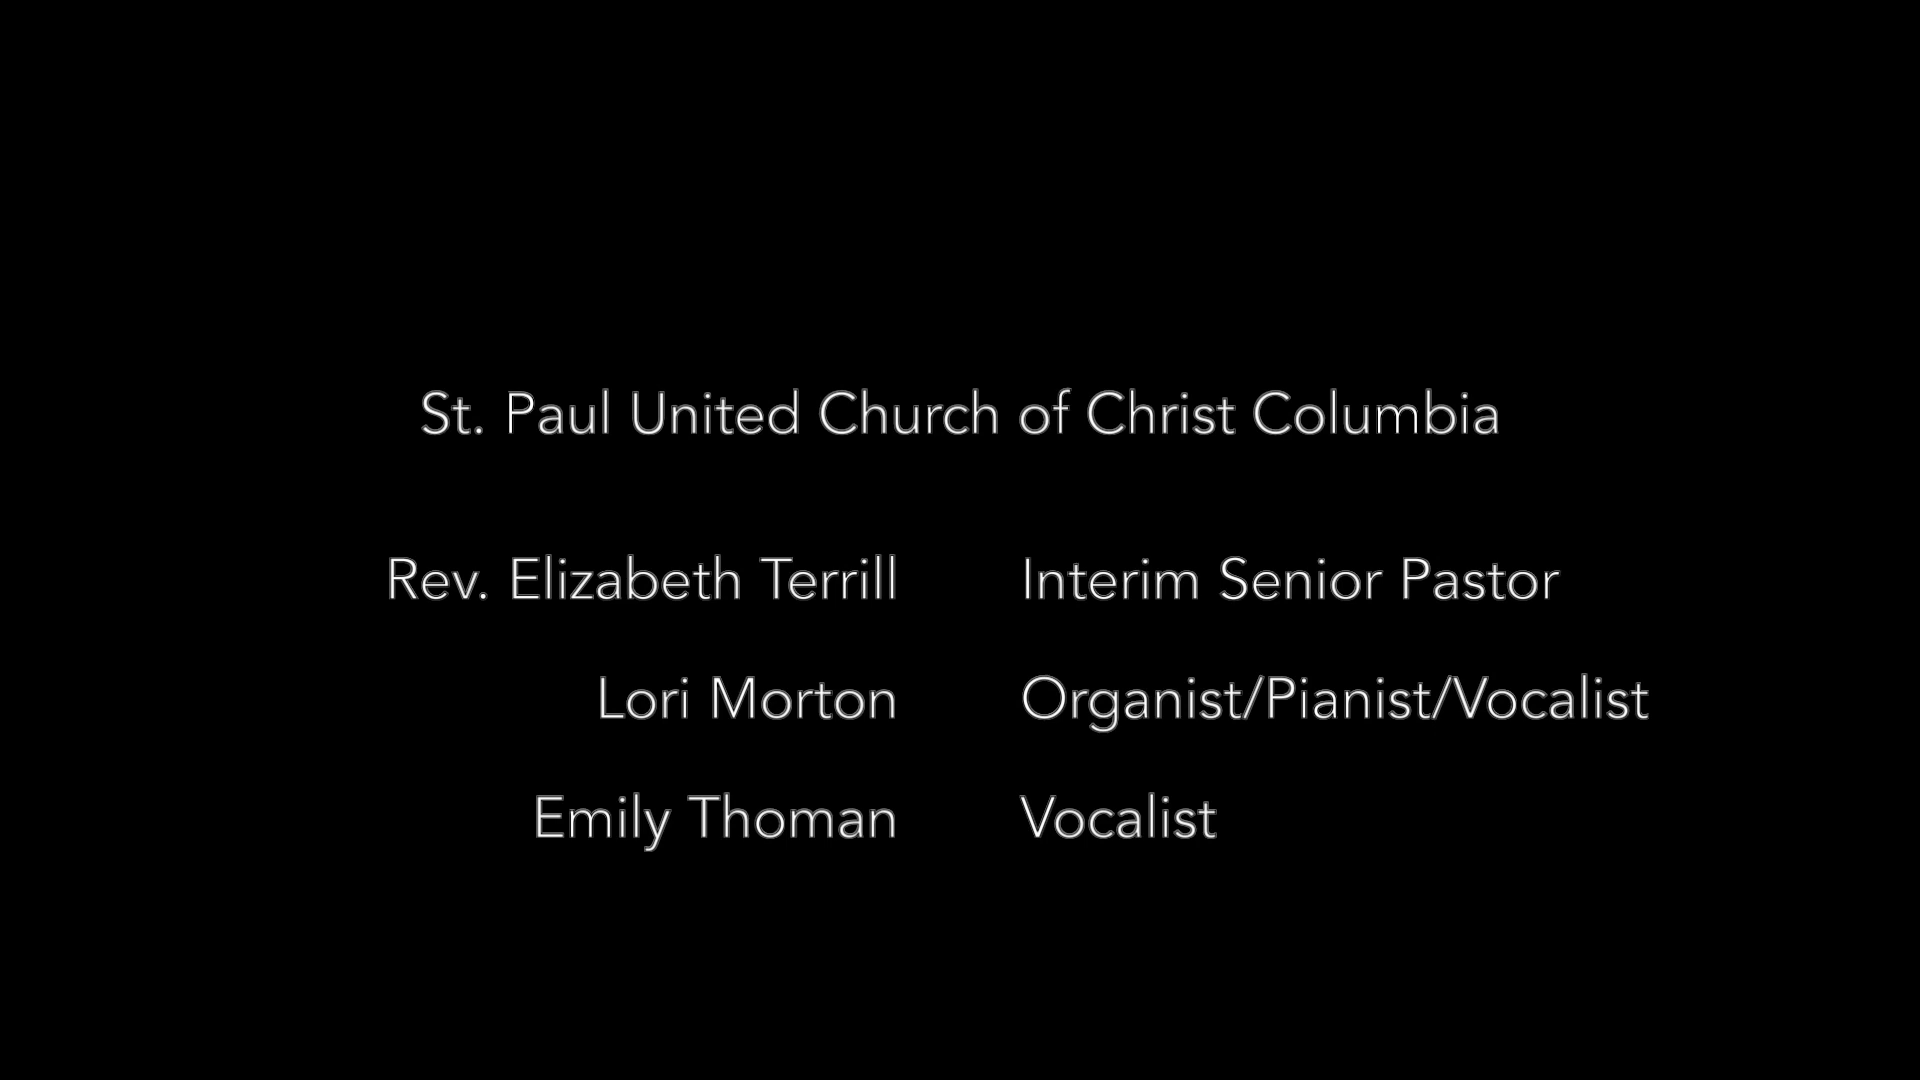 St. Paul United Church of Christ Columbia
Rev. Elizabeth Terrill Interim Senior Pastor
Lori Morton Organist/Pianist/Vocalist
Emily Thoman Vocalist